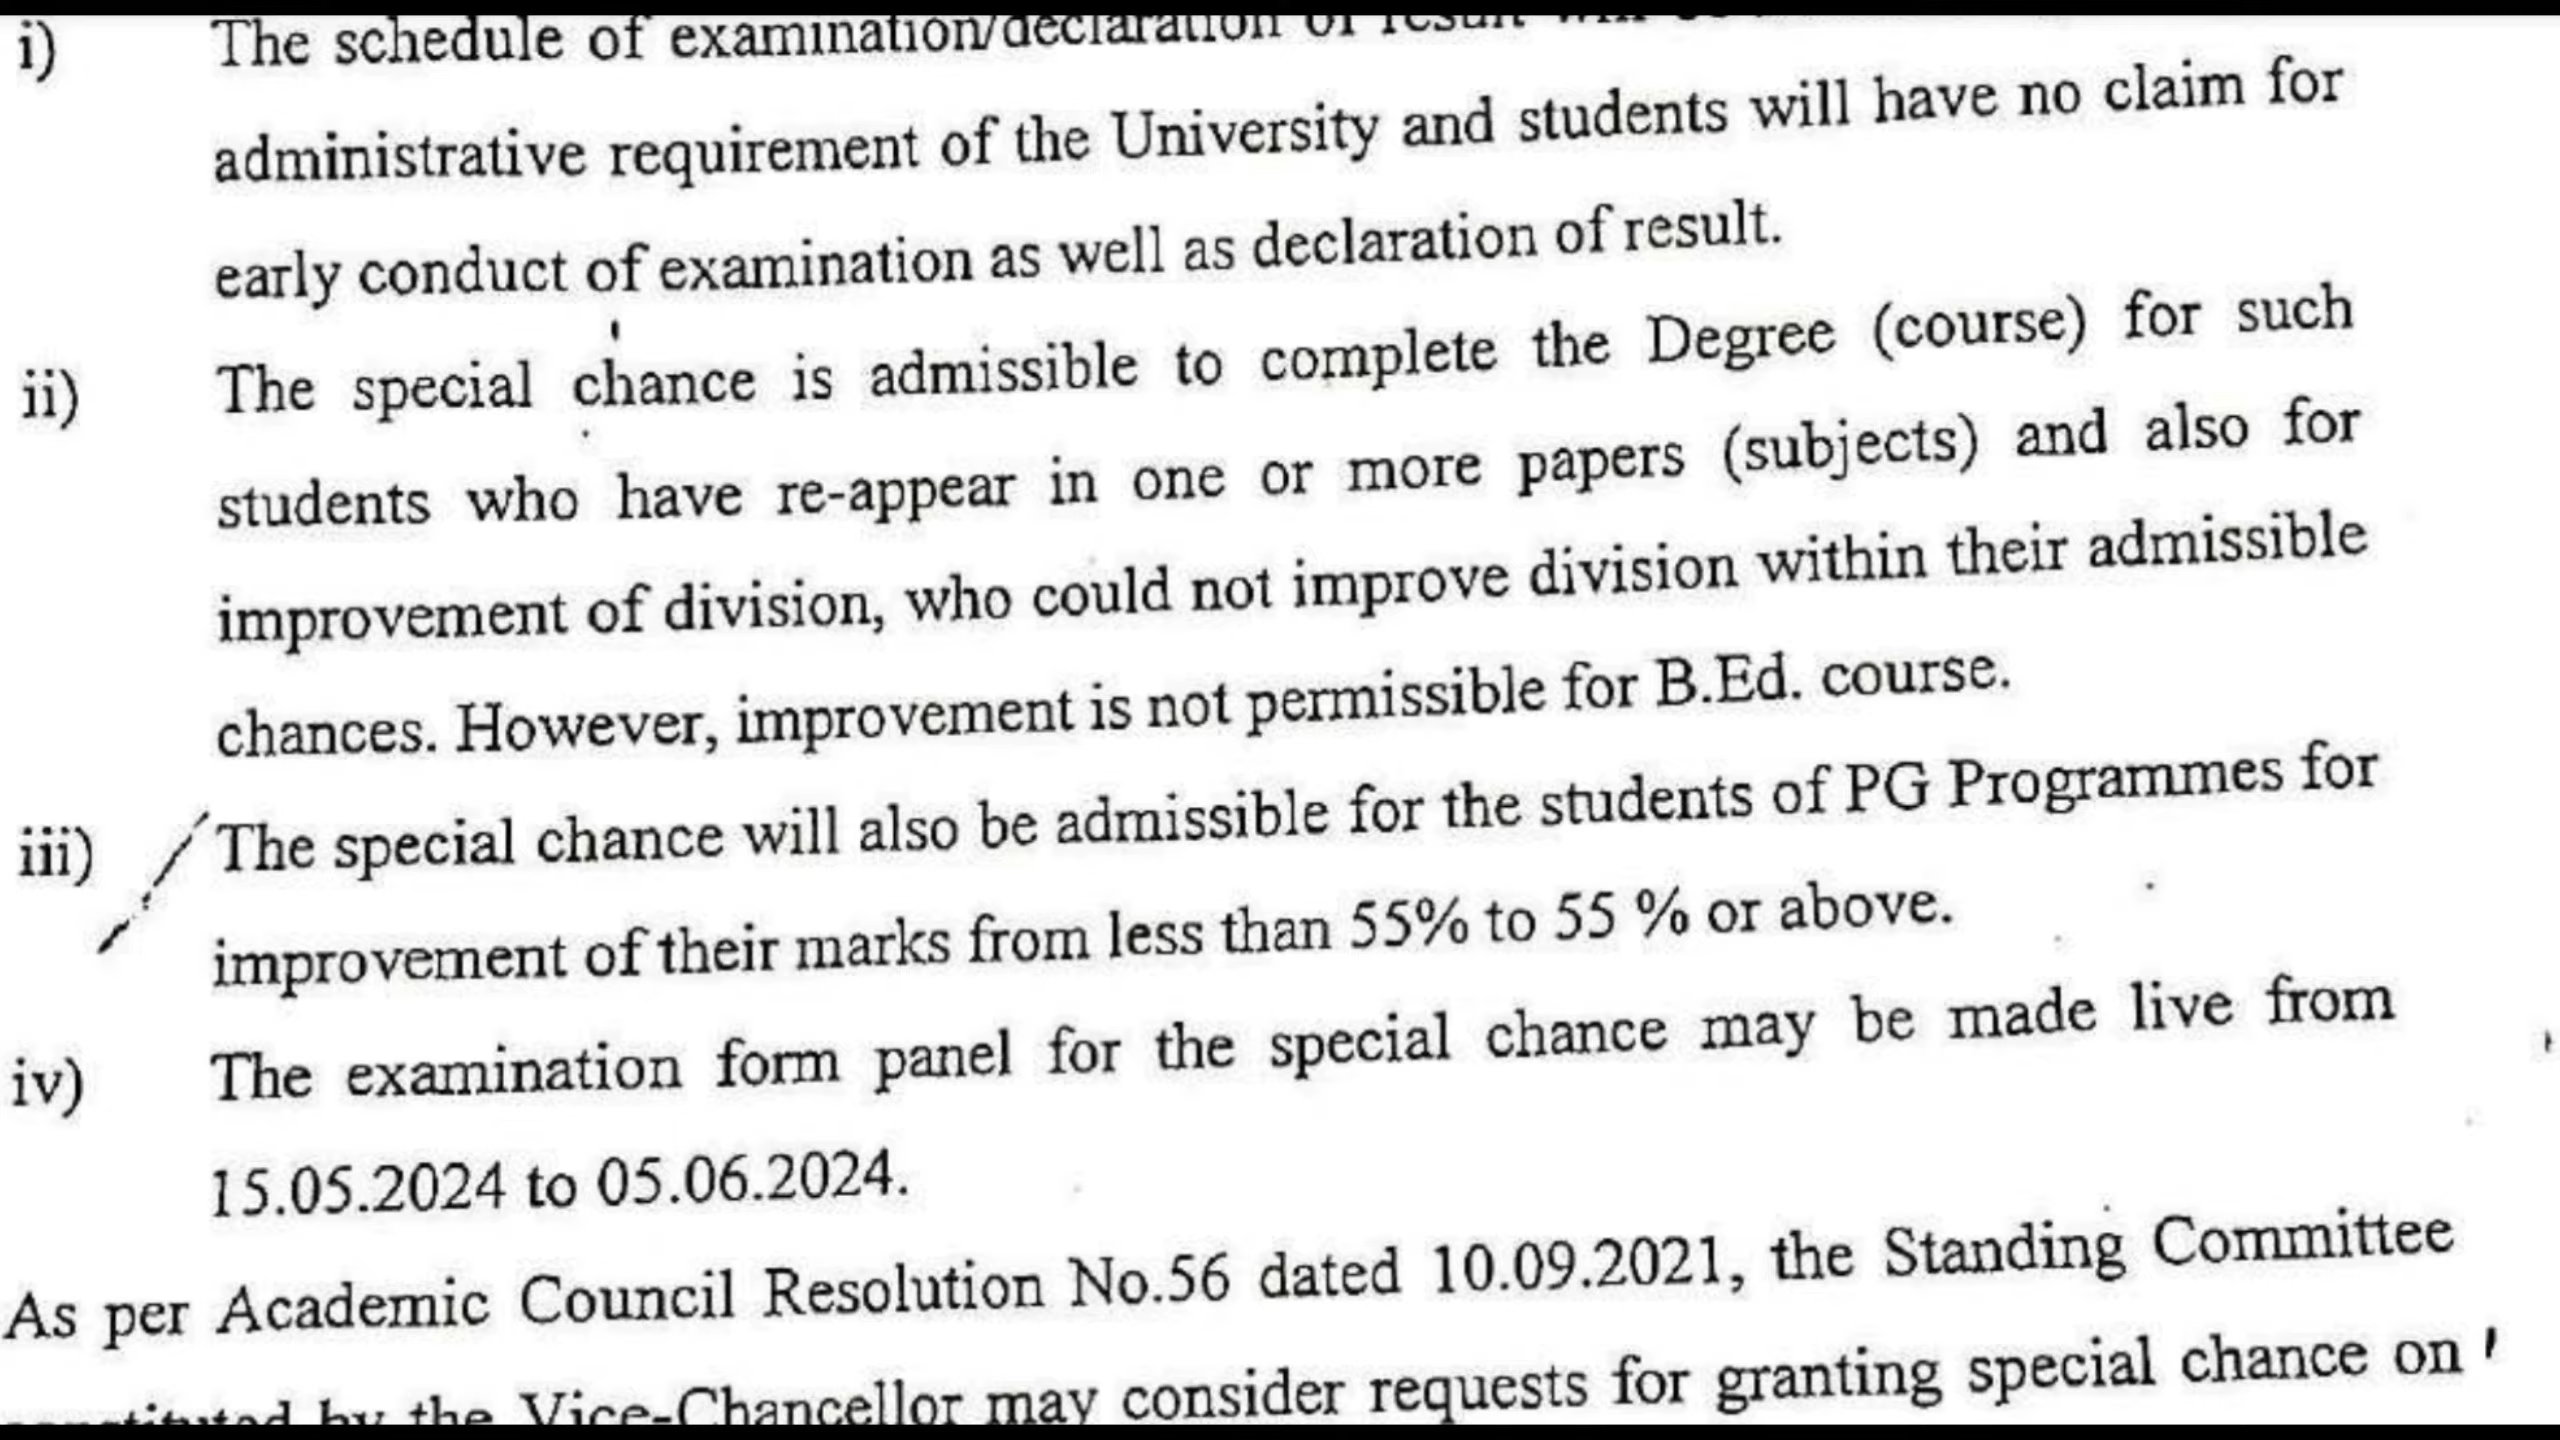 i) The schedule of examination/declaration of result will
administrative requirement of the University and students will have no claim for
early conduct of examination as well as declaration of result.
ii) The special chance is admissible to complete the Degree (course) for such
students who have re-appear in one or more papers (subjects) and also for
improvement of division, who could not improve division within their admissible
chances. However, improvement is not permissible for B.Ed. course.
iii) The special chance will also be admissible for the students of PG Programmes for
improvement of their marks from less than 55% to 55 % or above.
iv) The examination form panel for the special chance may be made live from
15.05.2024 to 05.06.2024.
As per Academic Council Resolution No.56 dated 10.09.2021, the Standing Committee
constituted by the Vice-Chancellor may consider requests for granting special chance on